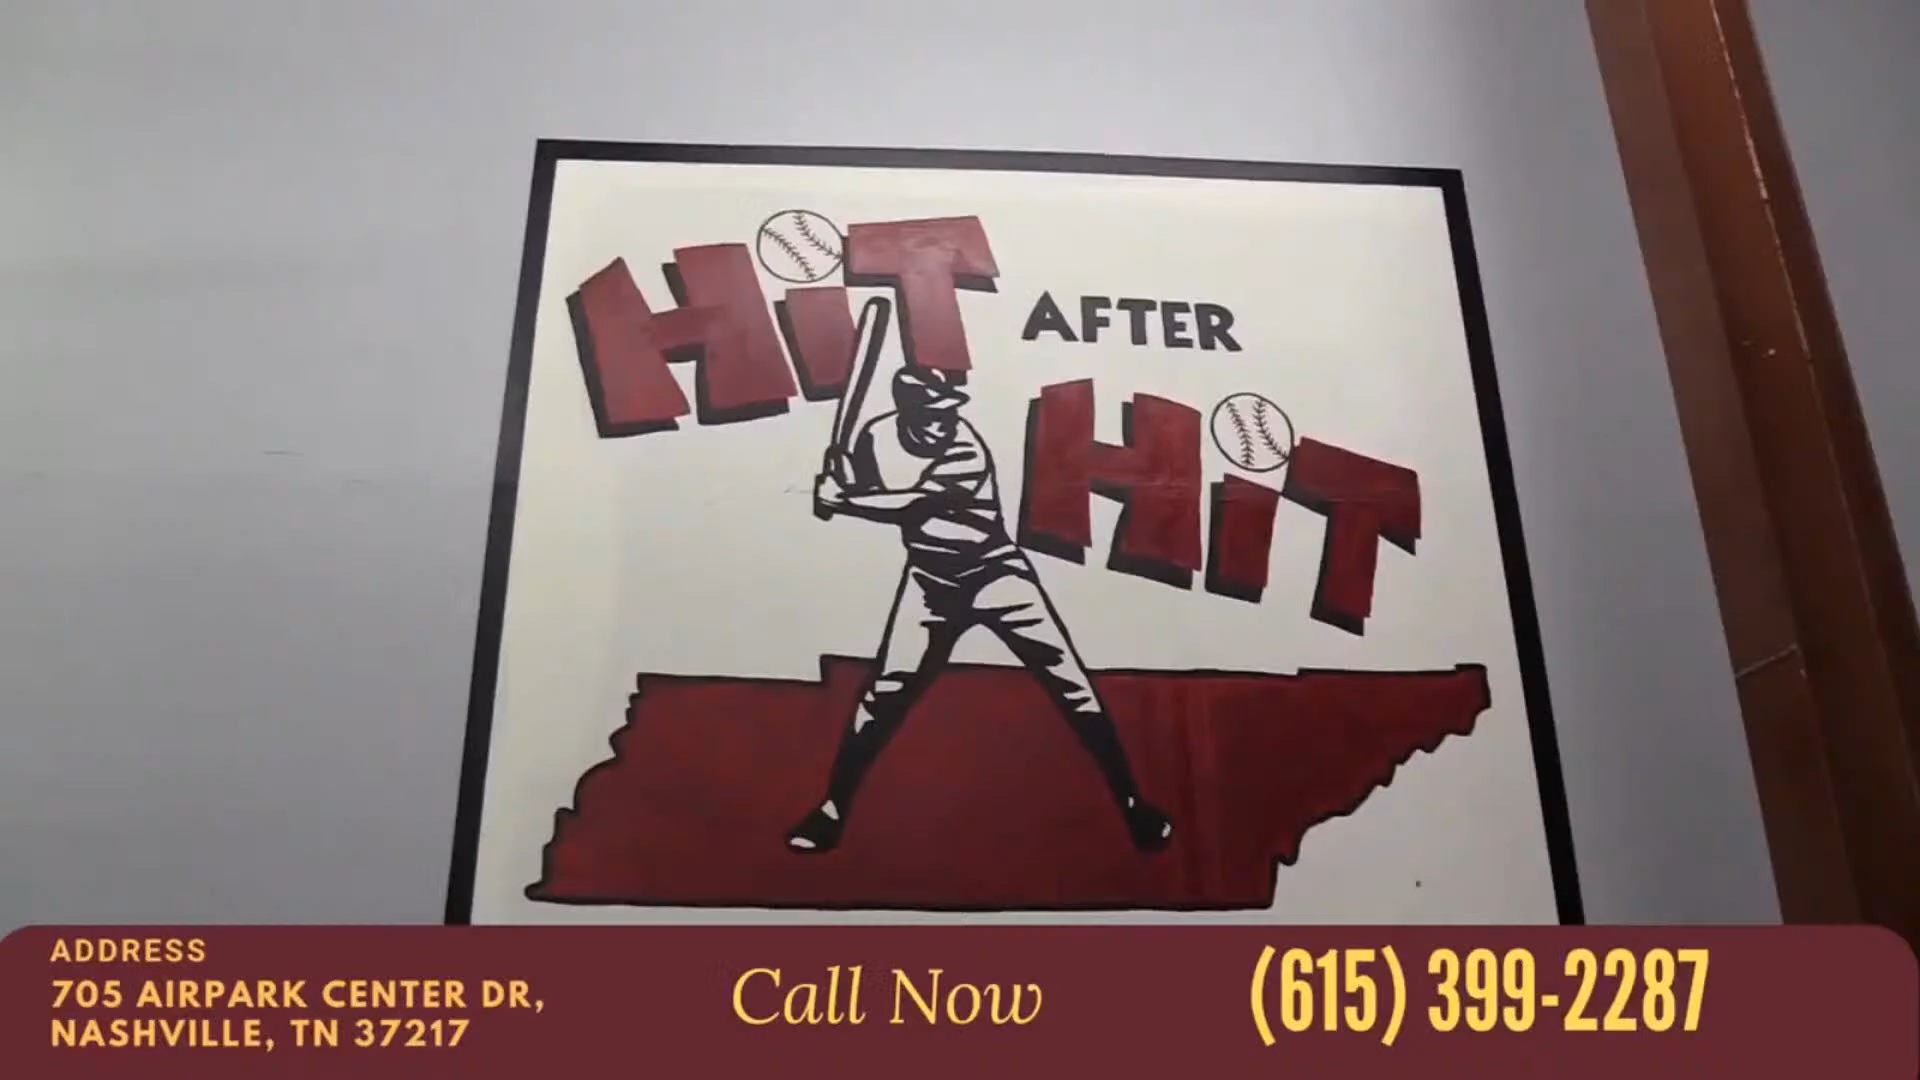 HiT
AFTER
HiT
ADDRESS
705 AIRPARK CENTER DR,
NASHVILLE, TN 37217
Call Now
(615) 399-2287